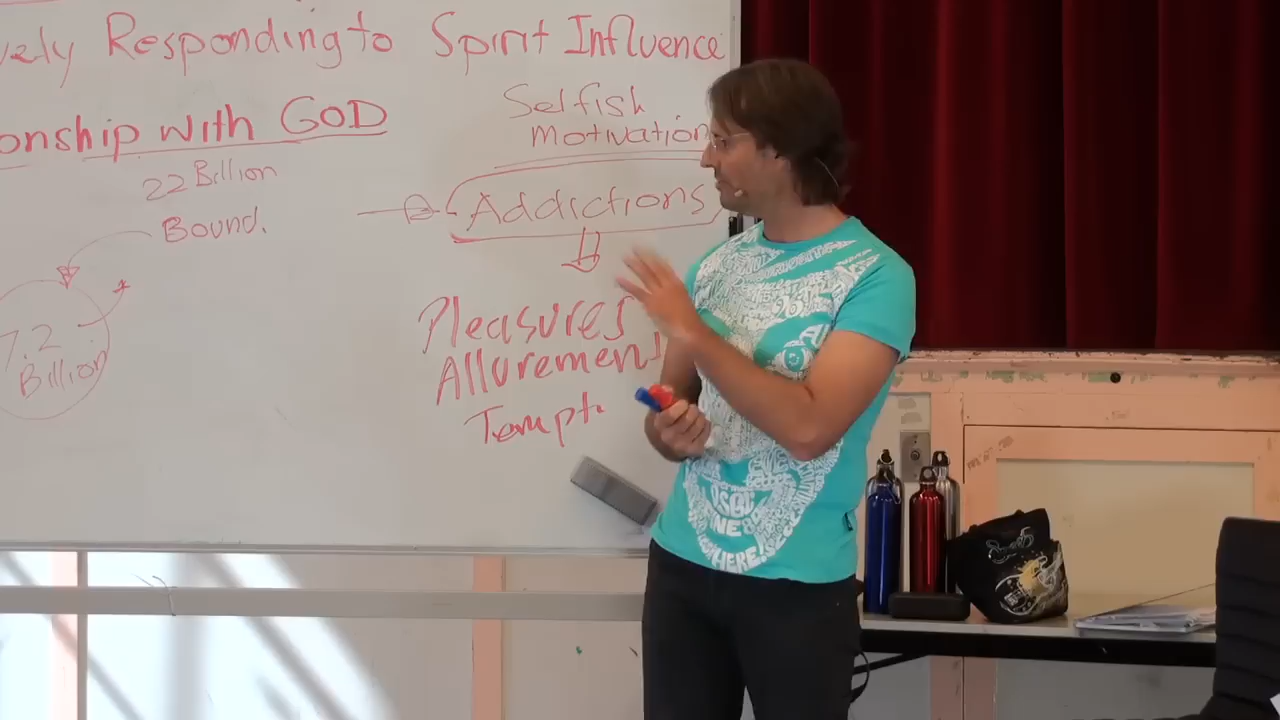 vely Responding to Spirit Influence
onship with GOD
22 Billion
Bound.
7.2
Billion
Selfish
motivation
Addictions
Pleasures
Allurement
Tempt.
HERE!